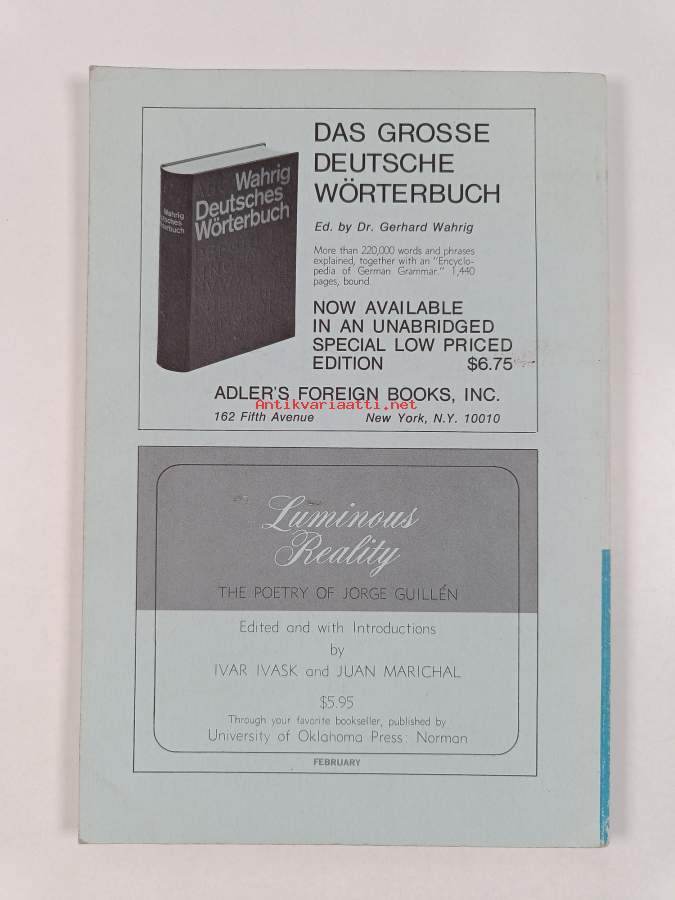 DAS GROSSE
DEUTSCHE
WÖRTERBUCH
Wahrig
Deutsches
Wörterbuch
Wahrig
Ed. by Dr. Gerhard Wahrig
More than 220,000 words and phrases
explained, together with an "Encyclo-
pedia of German Grammar." 1,440
pages, bound.
NOW AVAILABLE
IN AN UNABRIDGED
SPECIAL LOW PRICED
EDITION $6.75
ADLER'S FOREIGN BOOKS, INC.
Antikvariaatti.net
162 Fifth Avenue New York, N.Y. 10010
Luminous
Reality
THE POETRY OF JORGE GUILLÉN
Edited and with Introductions
by
IVAR IVASK and JUAN MARICHAL
$5.95
Through your favorite bookseller, published by
University of Oklahoma Press: Norman
FEBRUARY